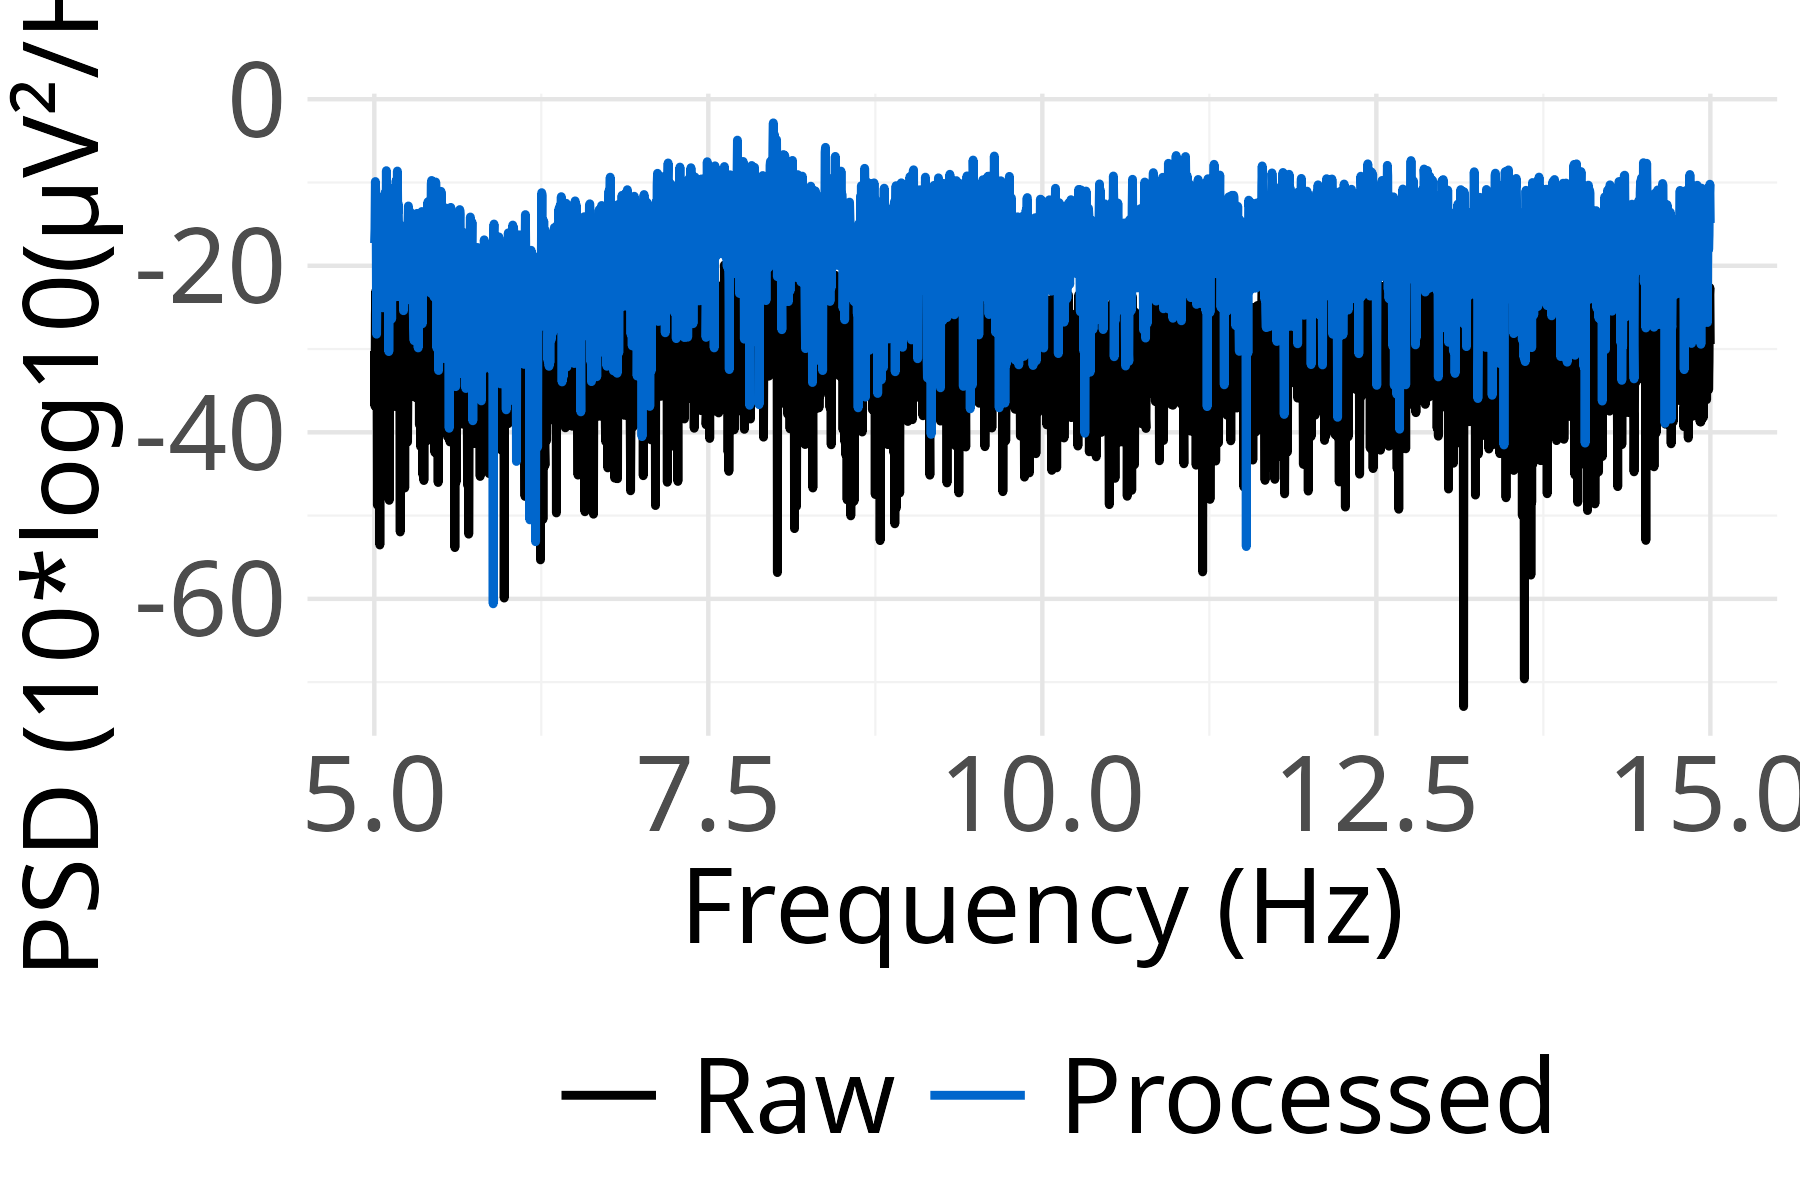 PSD (10*log10(µV²/H
0
-20
-40
-60
5.0 7.5 10.0 12.5 15.0
Frequency (Hz)
Raw Processed